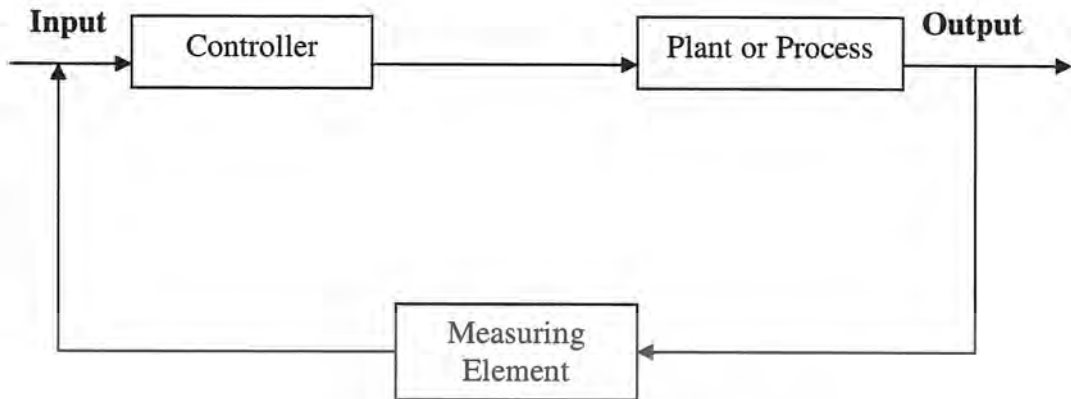 Input
Controller
Plant or Process
Output
Measuring
Element